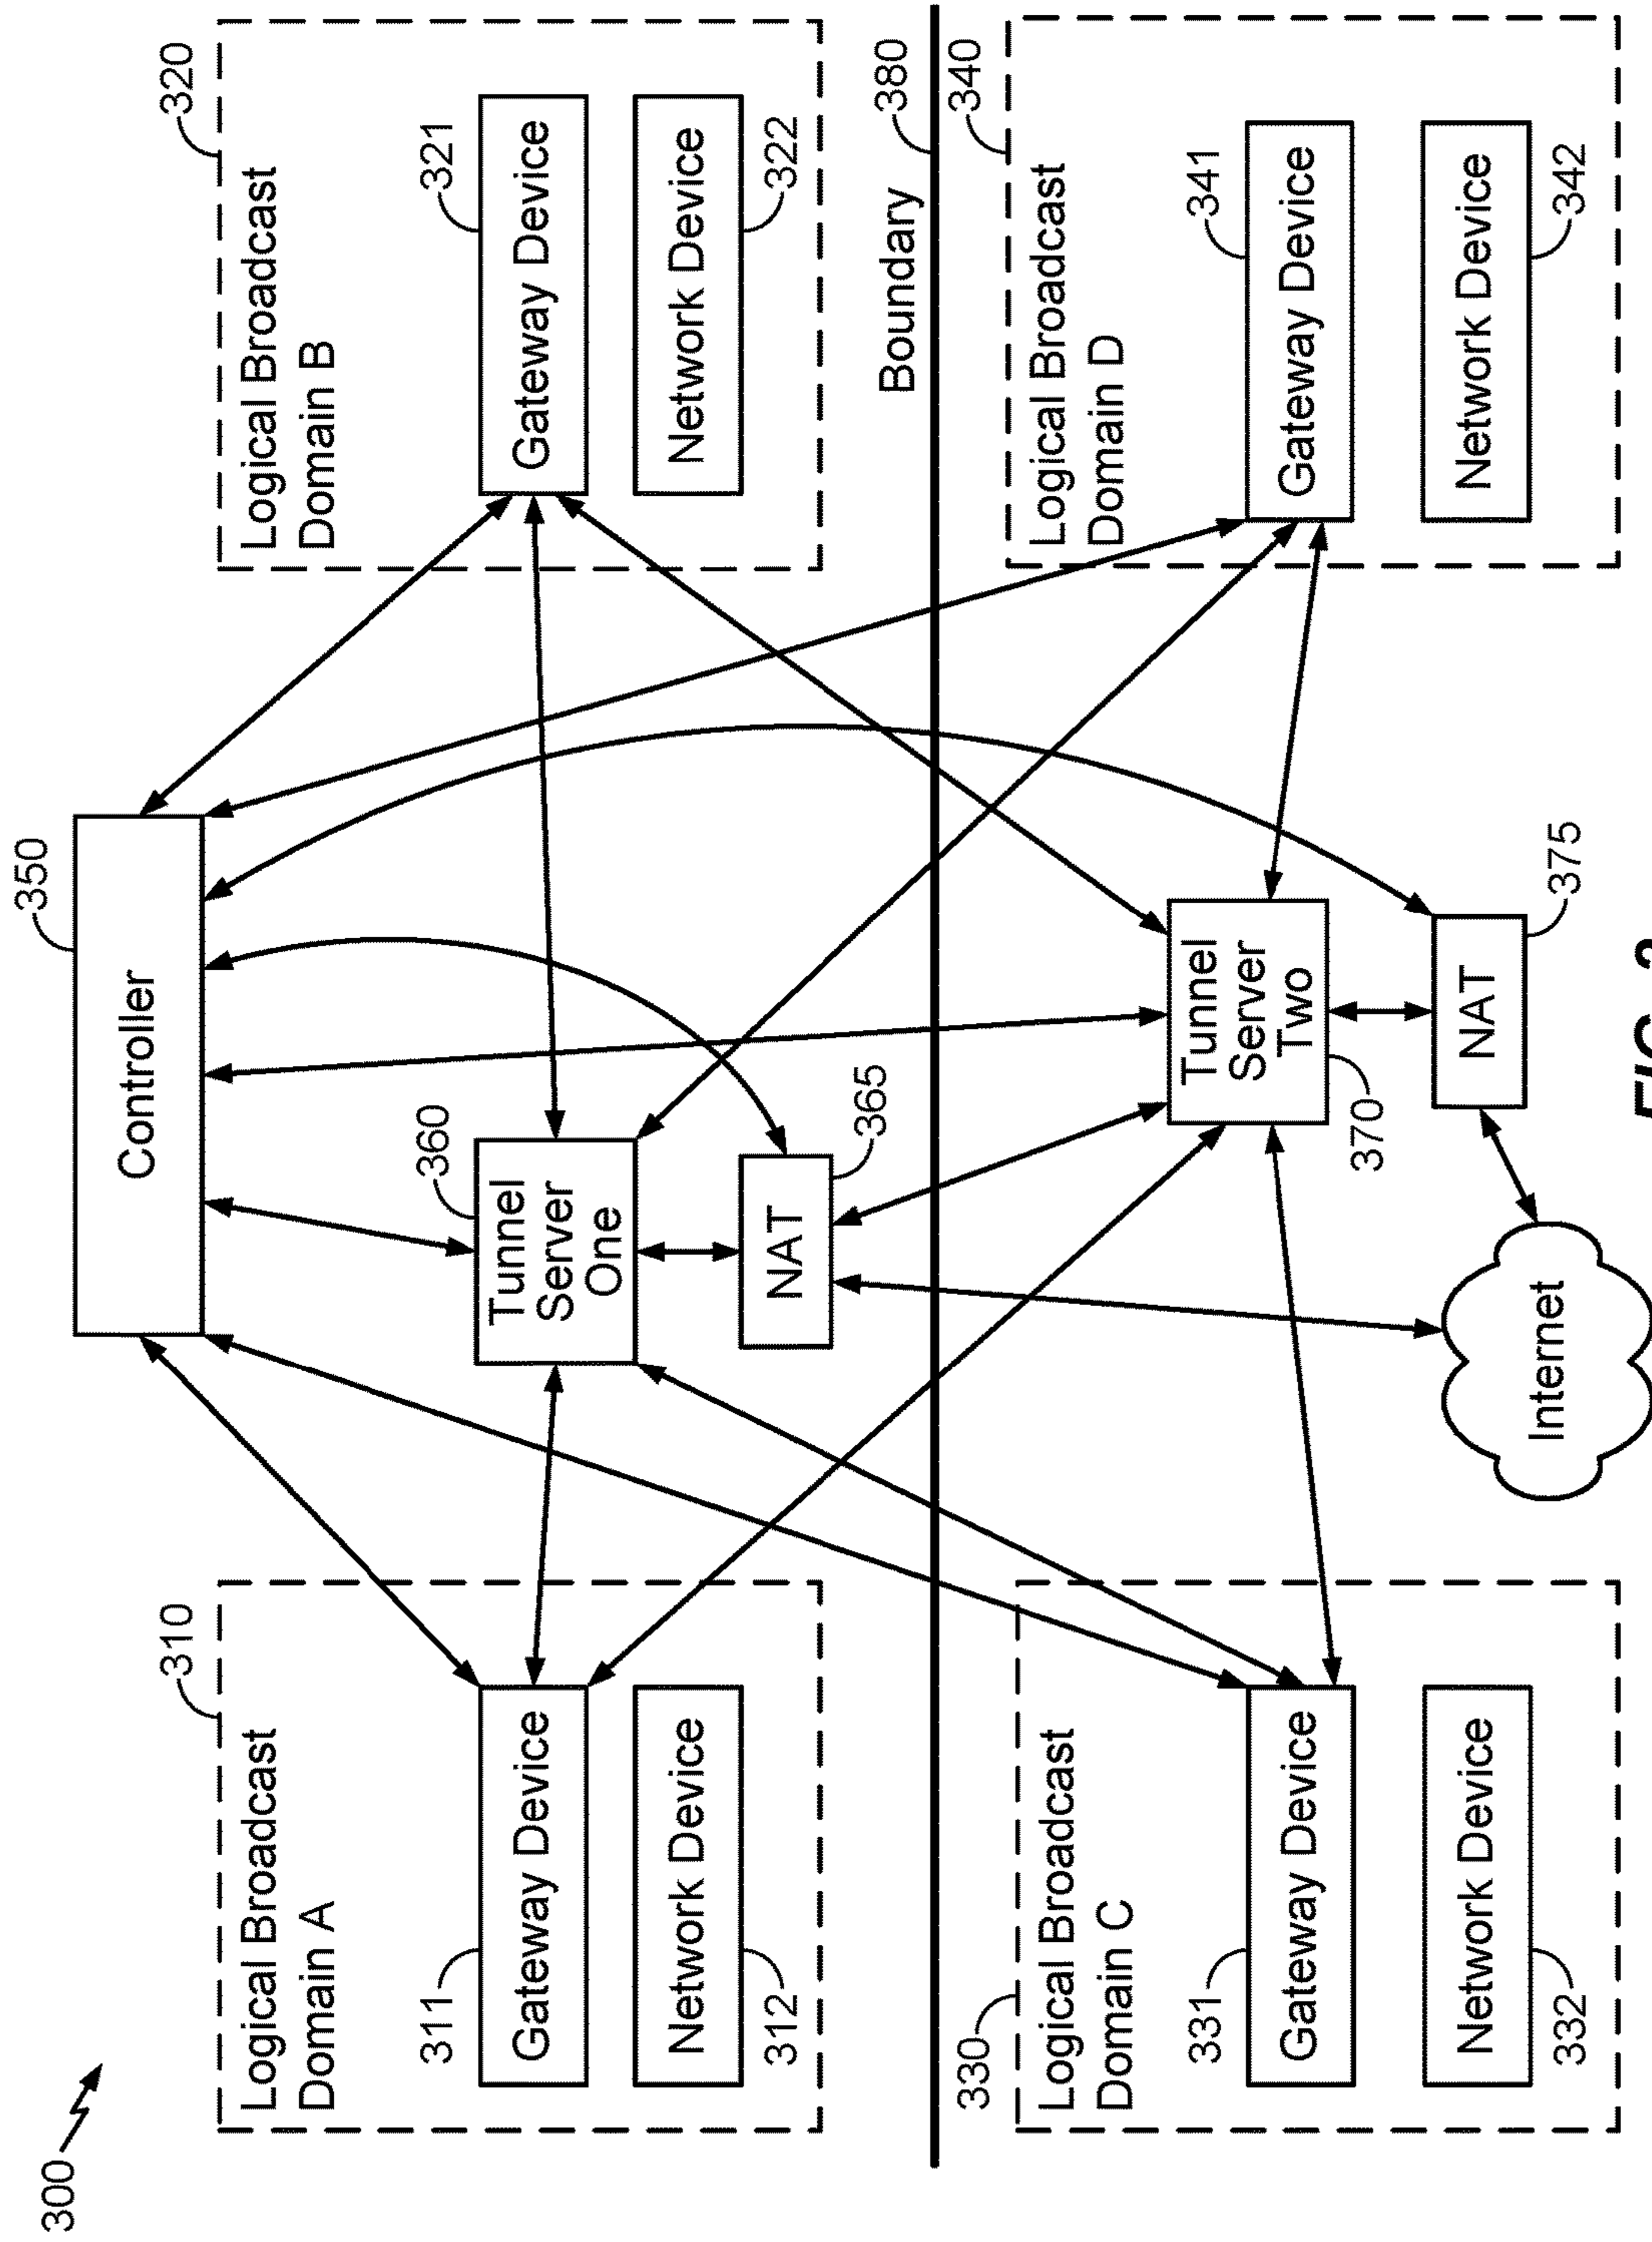 300
350
Controller
310
Logical Broadcast
Domain A
311
Gateway Device
Network Device
312
360
Tunnel
Server
One
NAT
365
320
Logical Broadcast
Domain B
321
Gateway Device
Network Device
322
Boundary
380
330
Logical Broadcast
Domain C
331
Gateway Device
Network Device
332
Tunnel
Server
Two
370
NAT
375
Internet
340
Logical Broadcast
Domain D
341
Gateway Device
Network Device
342